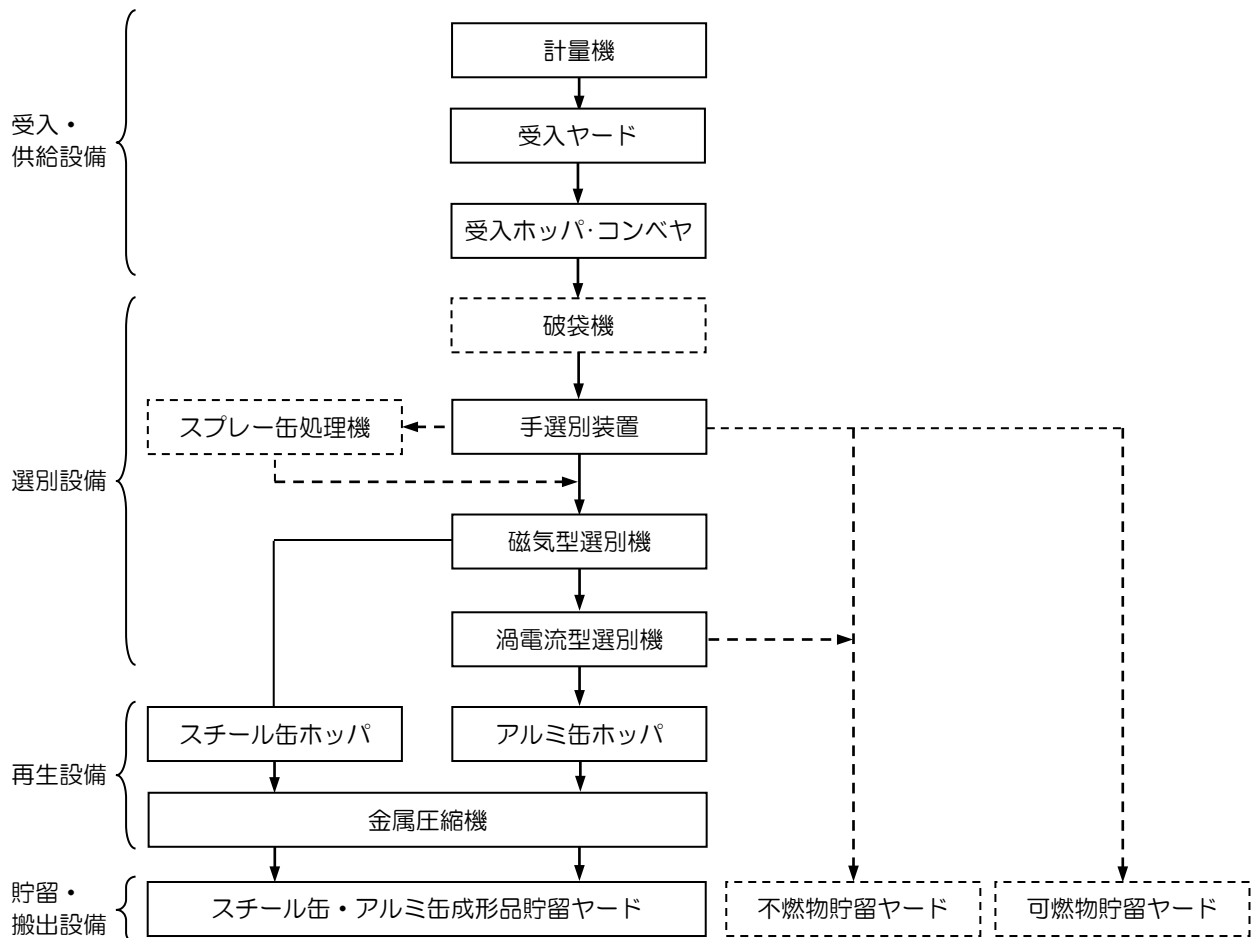 計量機
受入・
供給設備
受入ヤード
受入ホッパ・コンベヤ
破袋機
スプレー缶処理機
手選別装置
選別設備
磁気型選別機
渦電流型選別機
スチール缶ホッパ
アルミ缶ホッパ
再生設備
金属圧縮機
貯留・
搬出設備
スチール缶・アルミ缶成形品貯留ヤード
不燃物貯留ヤード
可燃物貯留ヤード